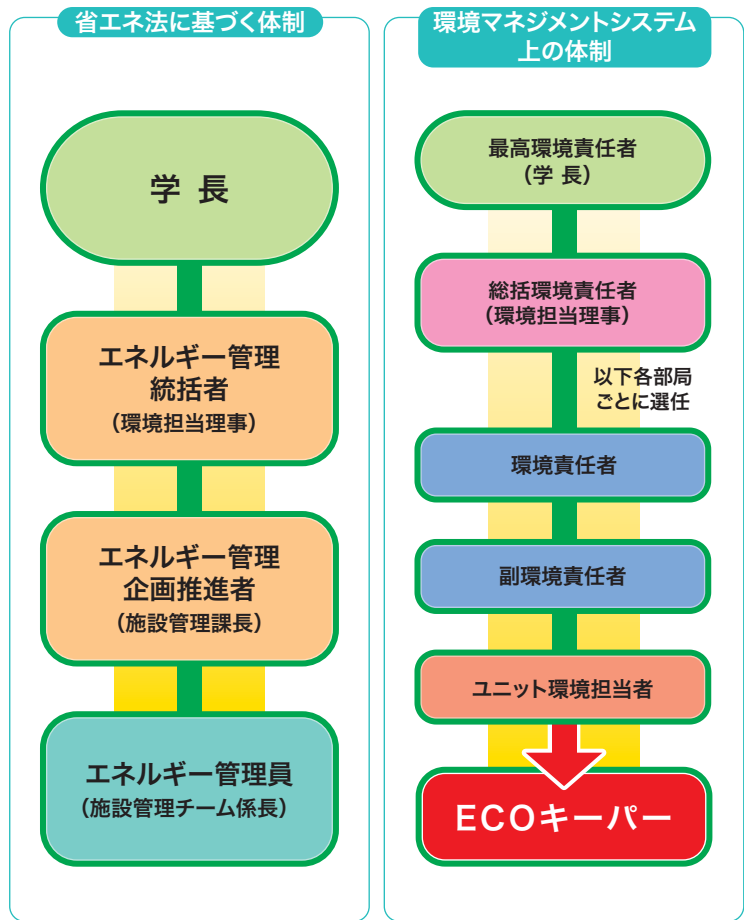 省エネ法に基づく体制
学 長
エネルギー管理
統括者
(環境担当理事)
エネルギー管理
企画推進者
(施設管理課長)
エネルギー管理員
(施設管理チーム係長)
環境マネジメントシステム
上の体制
最高環境責任者
(学 長)
総括環境責任者
(環境担当理事)
以下各部局
ごとに選任
環境責任者
副環境責任者
ユニット環境担当者
ECOキーパー